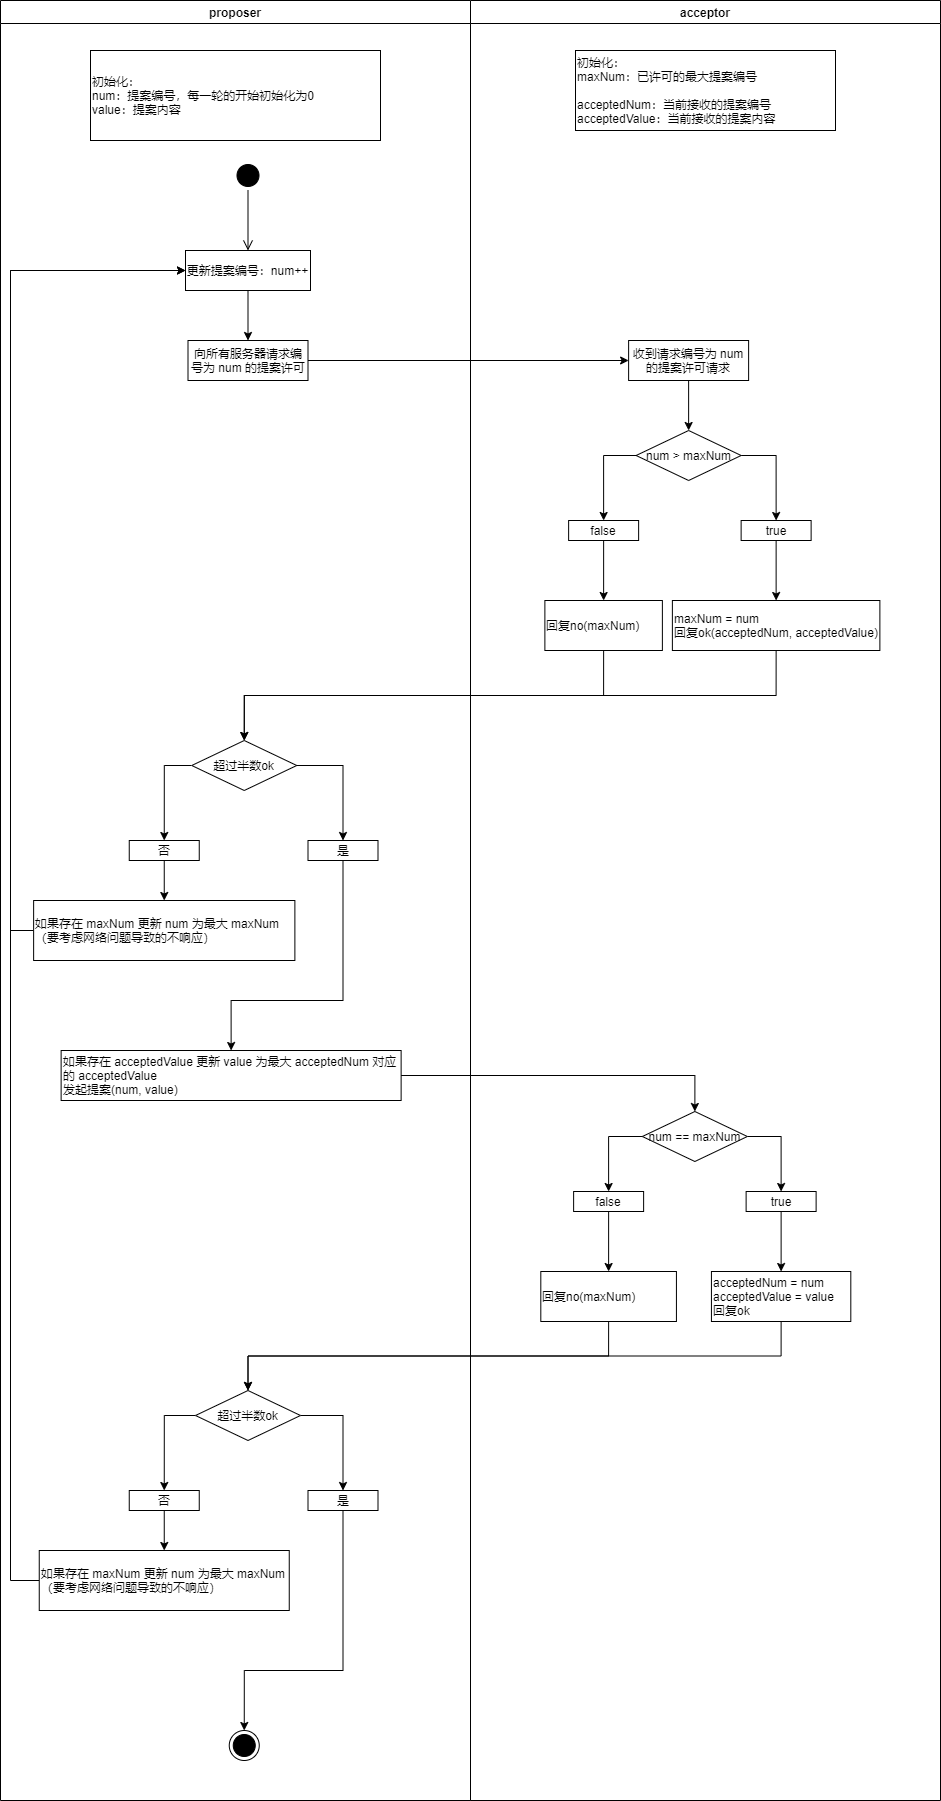 proposer
acceptor
初始化：
num：提案编号，每一轮的开始初始化为0
value：提案内容
初始化：
maxNum：已许可的最大提案编号
acceptedNum：当前接收的提案编号
acceptedValue：当前接收的提案内容
更新提案编号：num++
向所有服务器请求编
号为 num 的提案许可
收到请求编号为 num
的提案许可请求
num > maxNum
false
true
回复no(maxNum)
maxNum = num
回复ok(acceptedNum, acceptedValue)
超过半数ok
否
是
如果存在 maxNum 更新 num 为最大 maxNum
（要考虑网络问题导致的不响应）
如果存在 acceptedValue 更新 value 为最大 acceptedNum 对应
的 acceptedValue
发起提案(num, value)
num == maxNum
false
true
回复no(maxNum)
acceptedNum = num
acceptedValue = value
回复ok
超过半数ok
否
是
如果存在 maxNum 更新 num 为最大 maxNum
（要考虑网络问题导致的不响应）